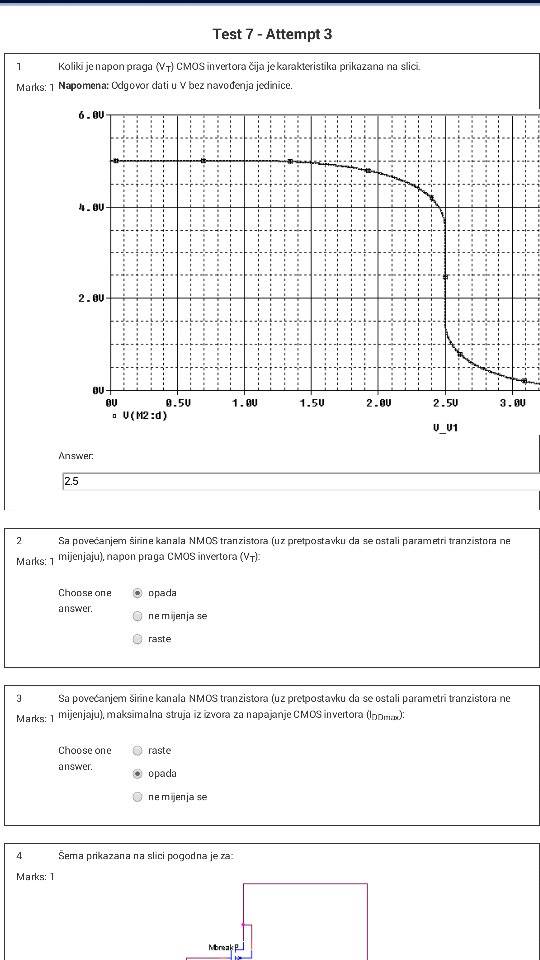 Test 7 - Attempt 3
1 Koliki je napon praga (VT) CMOS invertora čija je karakteristika prikazana na slici.
Marks: 1 Napomena: Odgovor dati u V bez navođenja jedinice.
6.0V
4.0V
2.0V
0V
0V 0.5V 1.0V 1.5V 2.0V 2.5V 3.0V
V(M2:d)
V_V1
Answer:
2.5
2 Sa povećanjem širine kanala NMOS tranzistora (uz pretpostavku da se ostali parametri tranzistora ne
Marks: 1 mijenjaju), napon praga CMOS invertora (VT):
Choose one opada
answer.
ne mijenja se
raste
3 Sa povećanjem širine kanala NMOS tranzistora (uz pretpostavku da se ostali parametri tranzistora ne
Marks: 1 mijenjaju), maksimalna struja iz izvora za napajanje CMOS invertora (IDDmax):
Choose one raste
answer.
opada
ne mijenja se
4 Šema prikazana na slici pogodna je za:
Marks: 1
MbreakP